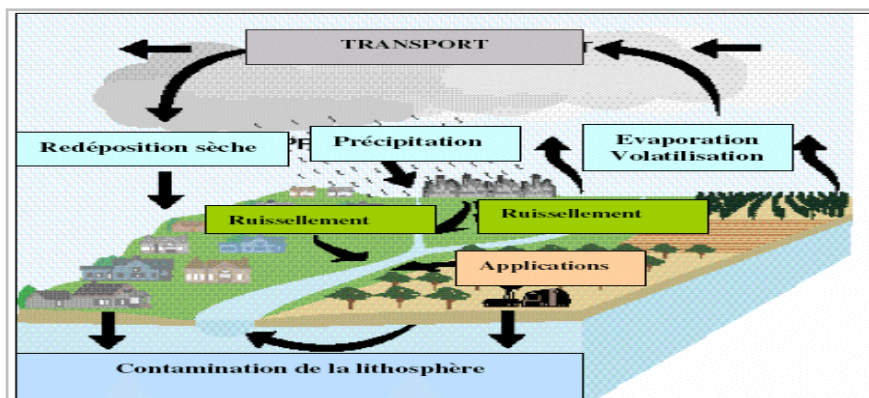 TRANSPORT
Redéposition sèche
Précipitation
Evaporation
Volatilisation
Ruissellement
Ruissellement
Applications
Contamination de la lithosphère